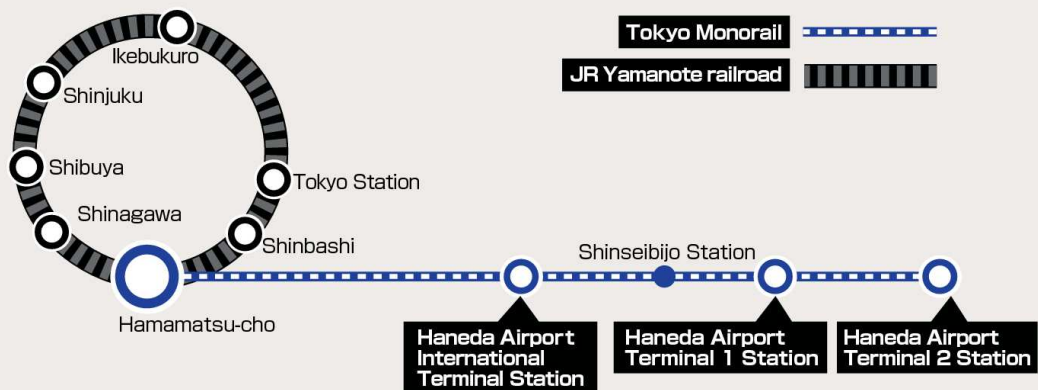 Tokyo Monorail
JR Yamanote railroad
Ikebukuro
Shinjuku
Shibuya
Tokyo Station
Shinagawa
Shinbashi
Shinseibijo Station
Hamamatsu-cho
Haneda Airport
International
Terminal Station
Haneda Airport
Terminal 1 Station
Haneda Airport
Terminal 2 Station